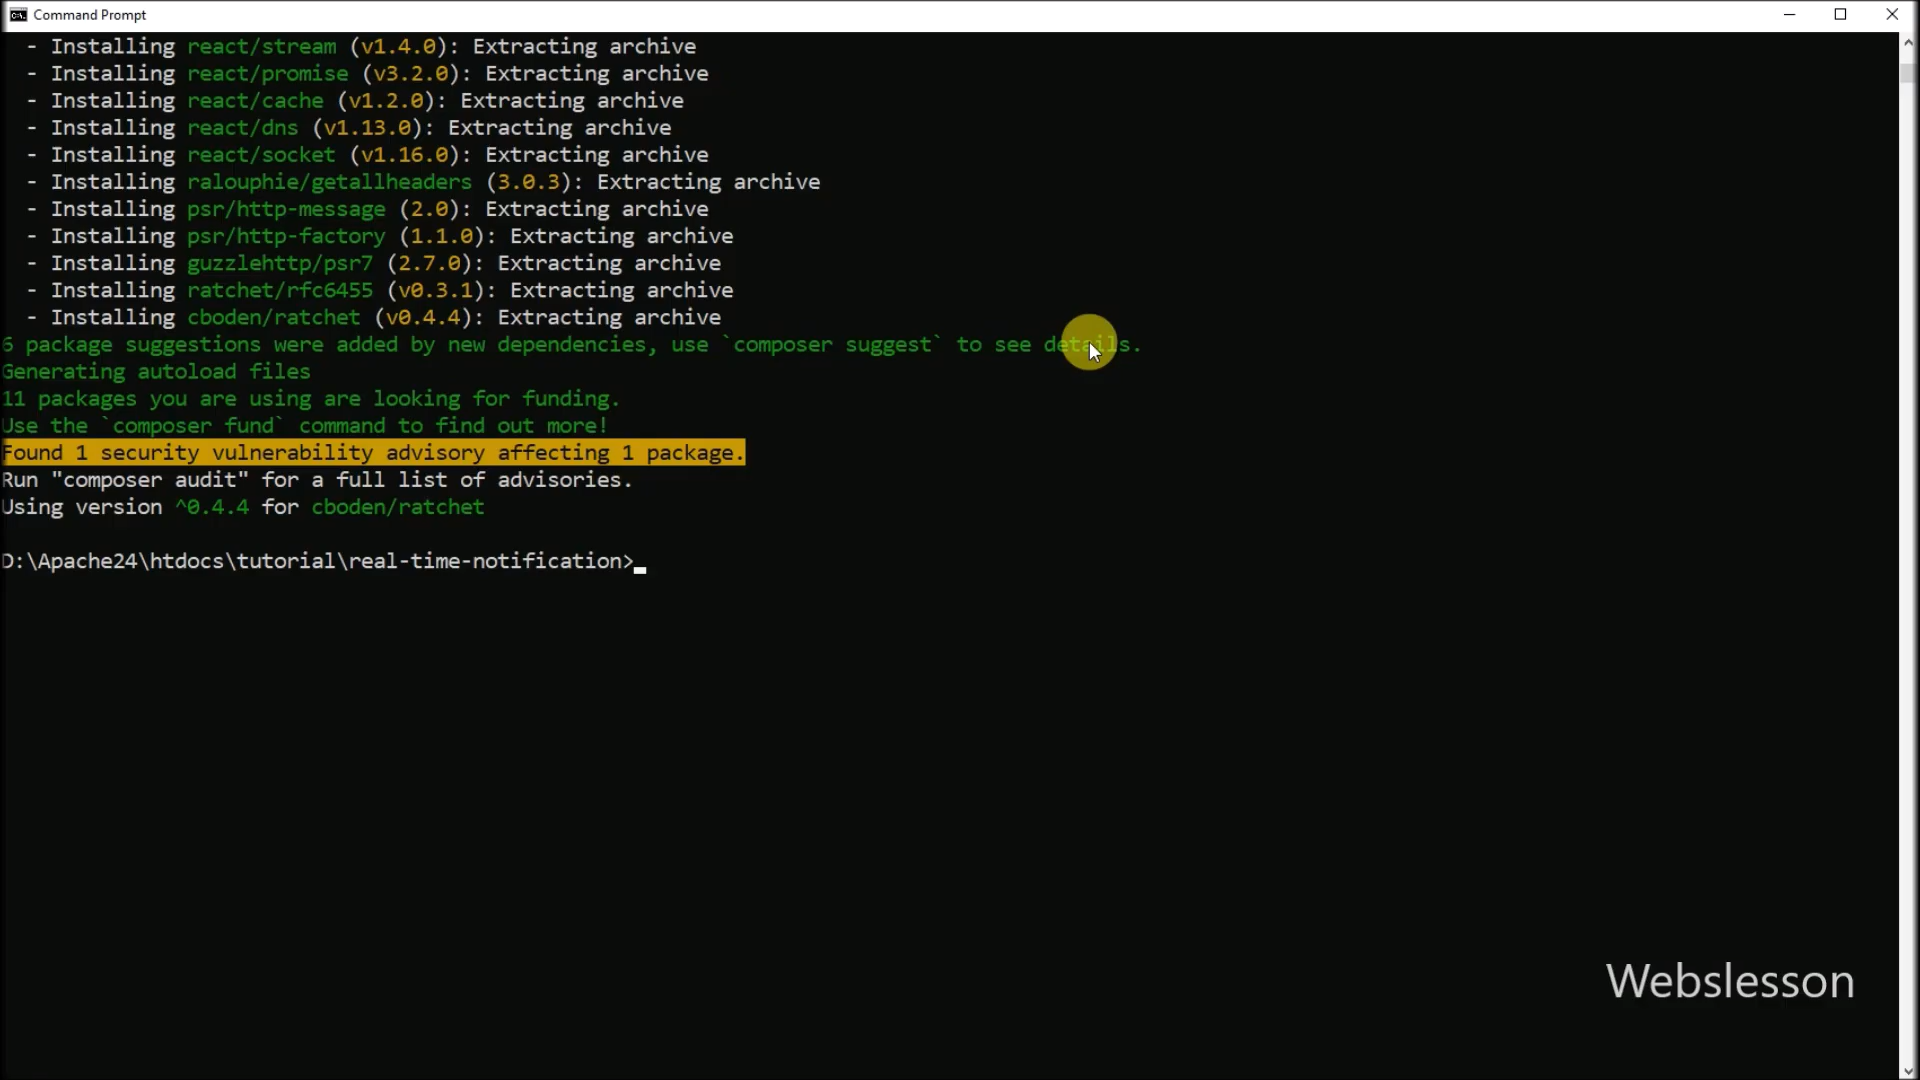 Command Prompt
- Installing react/stream (v1.4.0): Extracting archive
- Installing react/promise (v3.2.0): Extracting archive
- Installing react/cache (v1.2.0): Extracting archive
- Installing react/dns (v1.13.0): Extracting archive
- Installing react/socket (v1.16.0): Extracting archive
- Installing ralouphie/getallheaders (3.0.3): Extracting archive
- Installing psr/http-message (2.0): Extracting archive
- Installing psr/http-factory (1.1.0): Extracting archive
- Installing guzzlehttp/psr7 (2.7.0): Extracting archive
- Installing ratchet/rfc6455 (v0.3.1): Extracting archive
- Installing cboden/ratchet (v0.4.4): Extracting archive
6 package suggestions were added by new dependencies, use `composer suggest` to see details.
Generating autoload files
11 packages you are using are looking for funding.
Use the `composer fund` command to find out more!
Found 1 security vulnerability advisory affecting 1 package.
Run "composer audit" for a full list of advisories.
Using version ^0.4.4 for cboden/ratchet
D:\Apache24\htdocs\tutorial\real-time-notification>
Webslesson